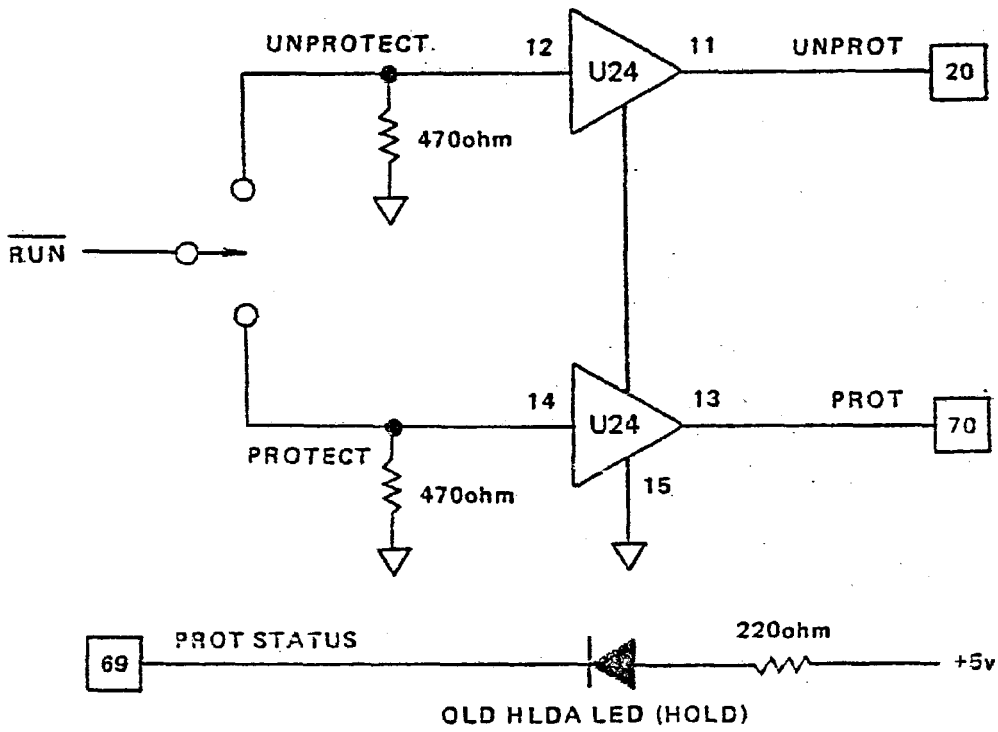 UNPROTECT.
12
11
UNPROT
U24
20
470ohm
RUN
14
13
PROT
U24
70
PROTECT
470ohm
15
69
PROT STATUS
220ohm
+5v
OLD HLDA LED (HOLD)